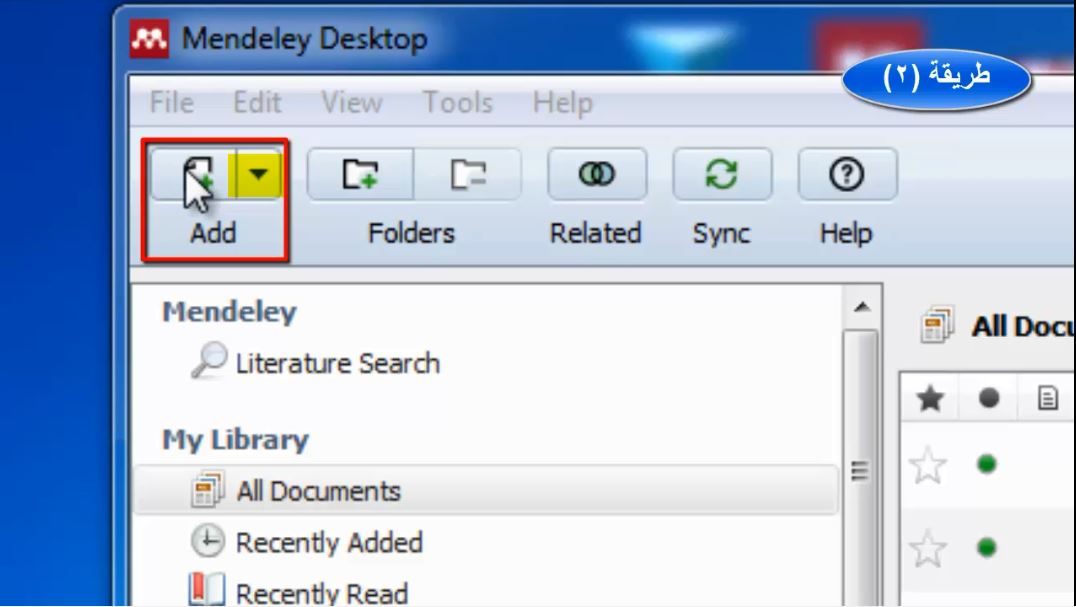 Mendeley Desktop
طريقة (٢)
File Edit View Tools Help
Add Folders Related Sync Help
Mendeley
Literature Search
All Docu
My Library
All Documents
Recently Added
Recently Read